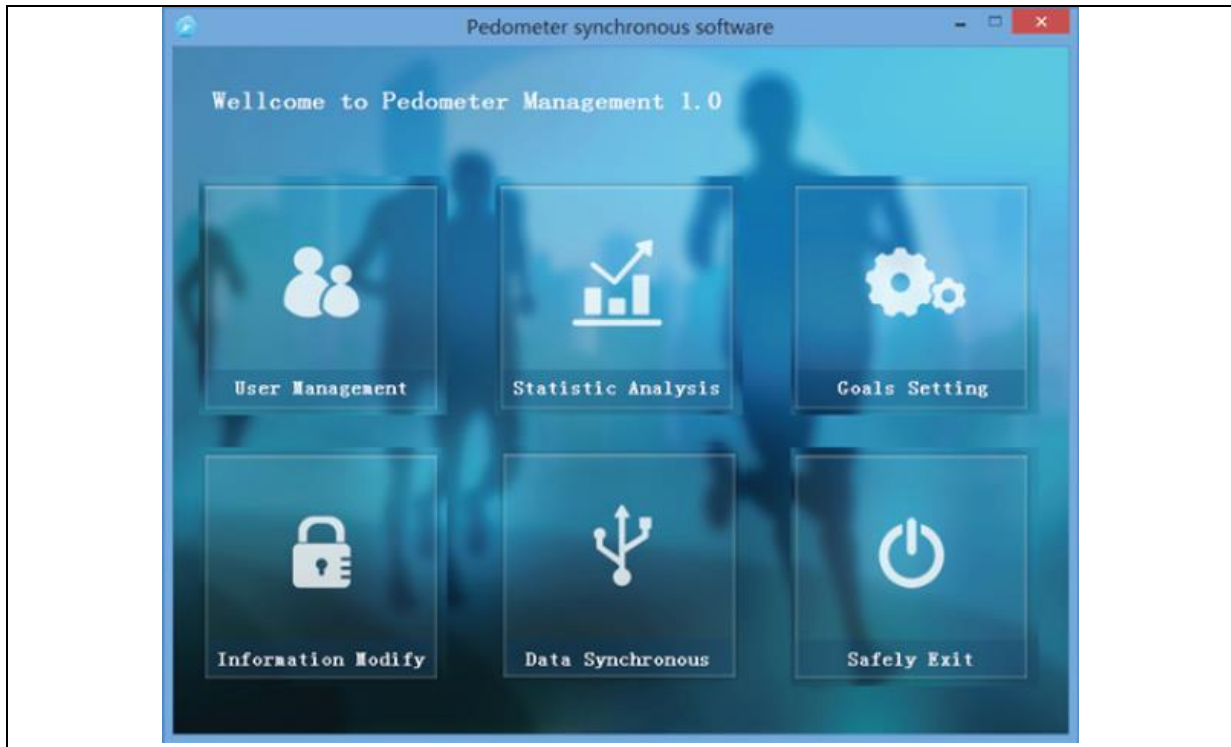 Pedometer synchronous software
Wellcome to Pedometer Management 1.0
User Management
Statistic Analysis
Goals Setting
Information Modify
Data Synchronous
Safely Exit